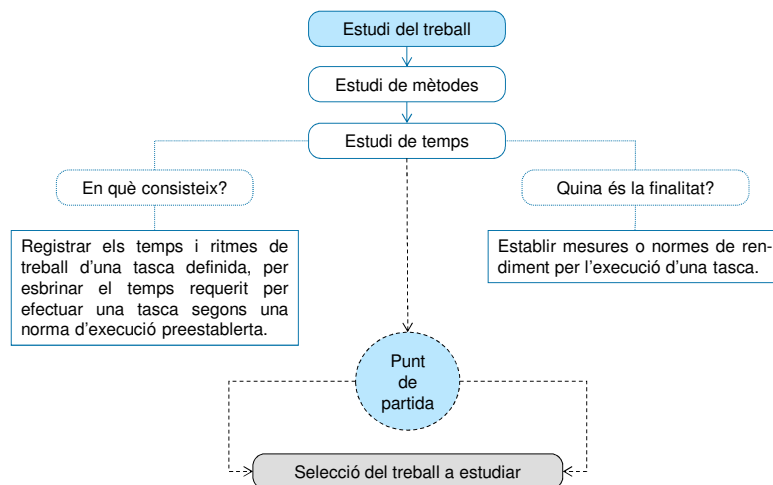 Estudi del treball
Estudi de mètodes
Estudi de temps
En què consisteix?
Quina és la finalitat?
Registrar els temps i ritmes de
treball d’una tasca definida, per
esbrinar el temps requerit per
efectuar una tasca segons una
norma d’execució preestablerta.
Establir mesures o normes de ren-
diment per l’execució d’una tasca.
Punt
de
partida
Selecció del treball a estudiar